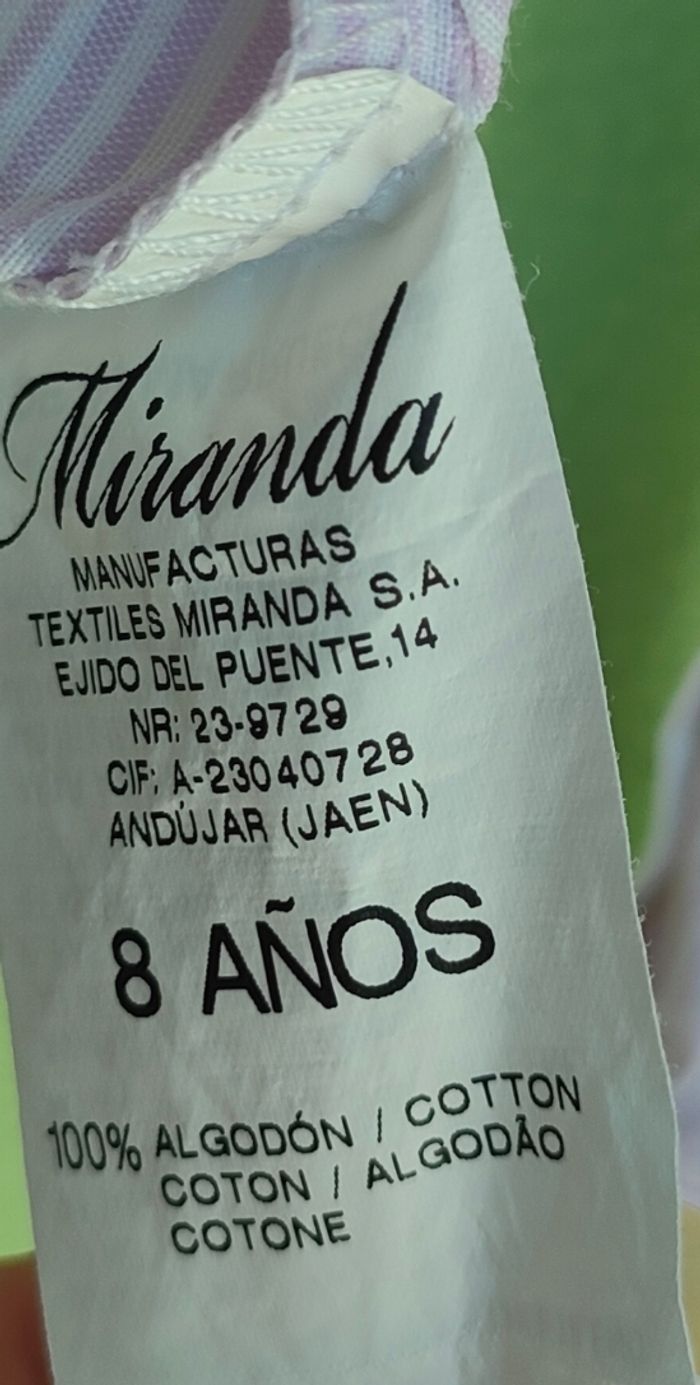 Miranda
MANUFACTURAS
TEXTILES MIRANDA S.A.
EJIDO DEL PUENTE,14
NR: 23-9729
CIF: A-23040728
ANDÚJAR (JAEN)
8 AÑOS
100% ALGODÓN / COTTON
COTON / ALGODÃO
COTONE